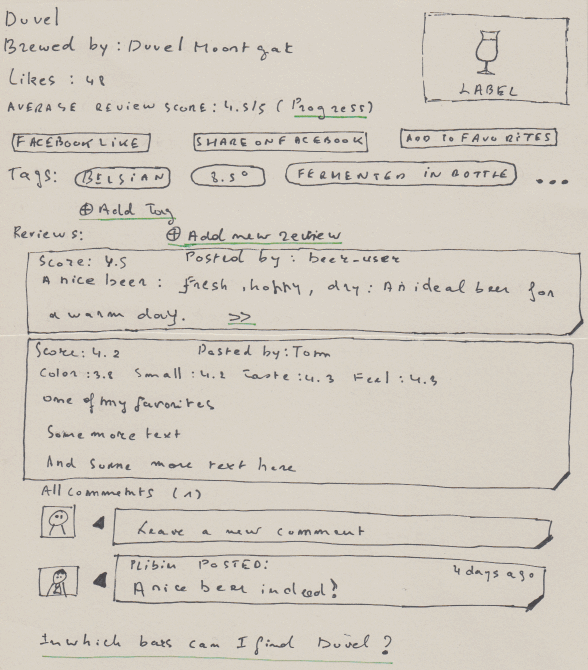 Duvel
Brewed by : Duvel Moortgat
Likes : 48
AVERAGE REVIEW SCORE : 4.5/5 (Progress)
LABEL
FACEBOOK LIKE SHARE ON FACEBOOK ADD TO FAVORITES
Tags: BELGIAN 8.5° FERMENTED IN BOTTLE ...
⊕ Add Tag
Reviews: ⊕ Add new review
Score: 4.5 Posted by : beer-user
A nice beer : fresh, hoppy, dry : An ideal beer for
a warm day. >>
Score: 4.2 Posted by: Tom
Color : 3.8 Small : 4.2 Taste : 4.3 Feel : 4.3
One of my favorites
Some more text
And some more text here
All comments (1)
Leave a new comment
POSTED: 4 days ago
A nice beer indeed!
In which bars can I find Duvel ?